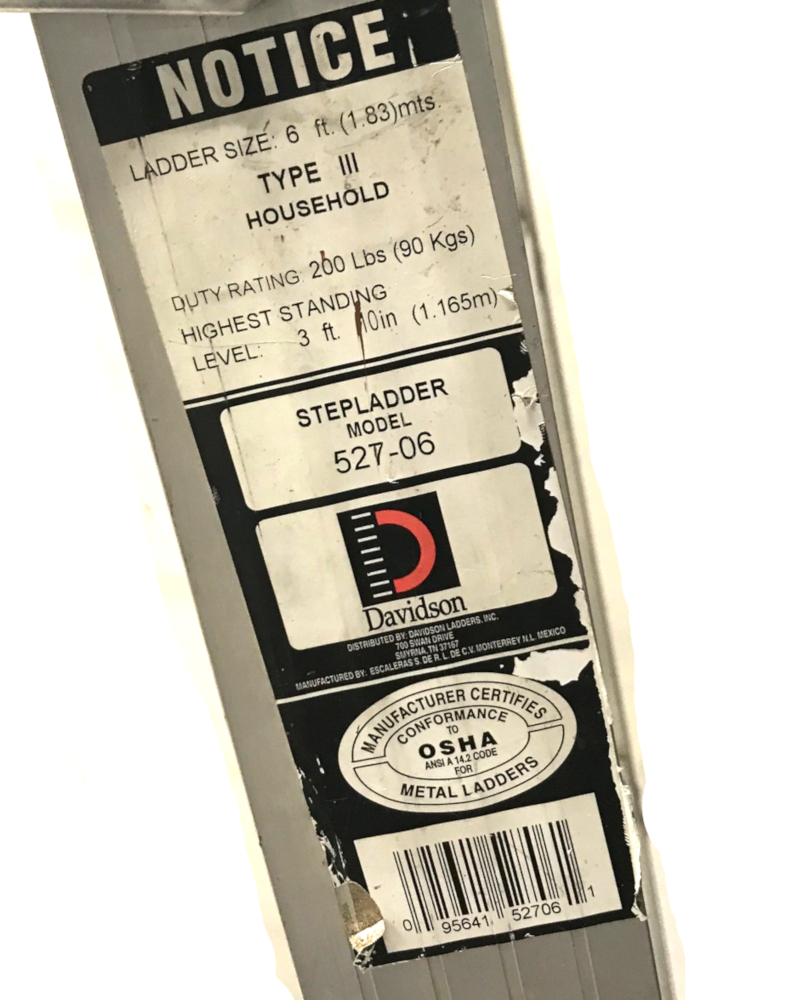 NOTICE
LADDER SIZE: 6 ft. (1.83)mts.
TYPE III
HOUSEHOLD
DUTY RATING: 200 Lbs (90 Kgs)
HIGHEST STANDING
LEVEL: 3 ft. 10in (1.165m)
STEPLADDER
MODEL
527-06
Davidson
DISTRIBUTED BY: DAVIDSON LADDERS, INC.
700 SWAN DRIVE
SMYRNA, TN 37167
MANUFACTURED BY: ESCALERAS S. DE R. L. DE C.V. MONTERREY N.L. MEXICO
MANUFACTURER CERTIFIES
CONFORMANCE
TO
OSHA
ANSI A 14.2 CODE
FOR
METAL LADDERS
0 95641 52706 1